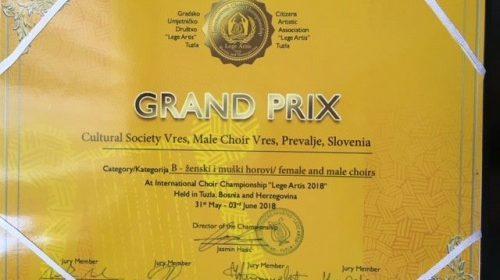 Gradsko
Umjetničko
Društvo
"Lege Artis"
Tuzla
Lege Artis
Citizens
Artistic
Association
"Lege Artis"
Tuzla
GRAND PRIX
Cultural Society Vres, Male Choir Vres, Prevalje, Slovenia
Category/Kategorija B - ženski i muški horovi/ female and male choirs
At International Choir Championship "Lege Artis 2018"
Held in Tuzla, Bosnia and Herzegovina
31st May - 03rd June 2018
Director of the Championship
Jasmin Husić
Jury Member
Jury Member
Jury Member
Jury Member